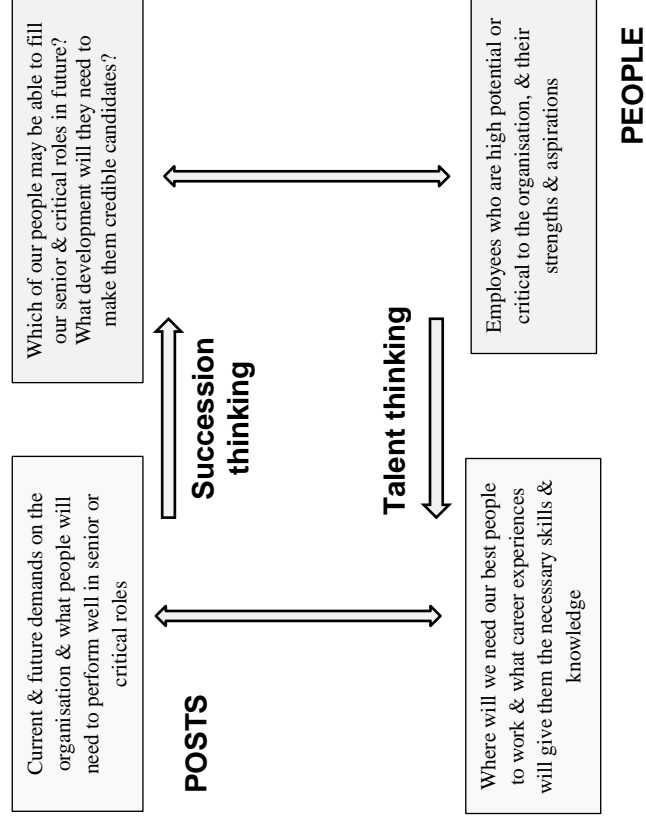 Current & future demands on the
organisation & what people will
need to perform well in senior or
critical roles
Which of our people may be able to fill
our senior & critical roles in future?
What development will they need to
make them credible candidates?
POSTS
Succession
thinking
Talent thinking
Where will we need our best people
to work & what career experiences
will give them the necessary skills &
knowledge
Employees who are high potential or
critical to the organisation, & their
strengths & aspirations
PEOPLE